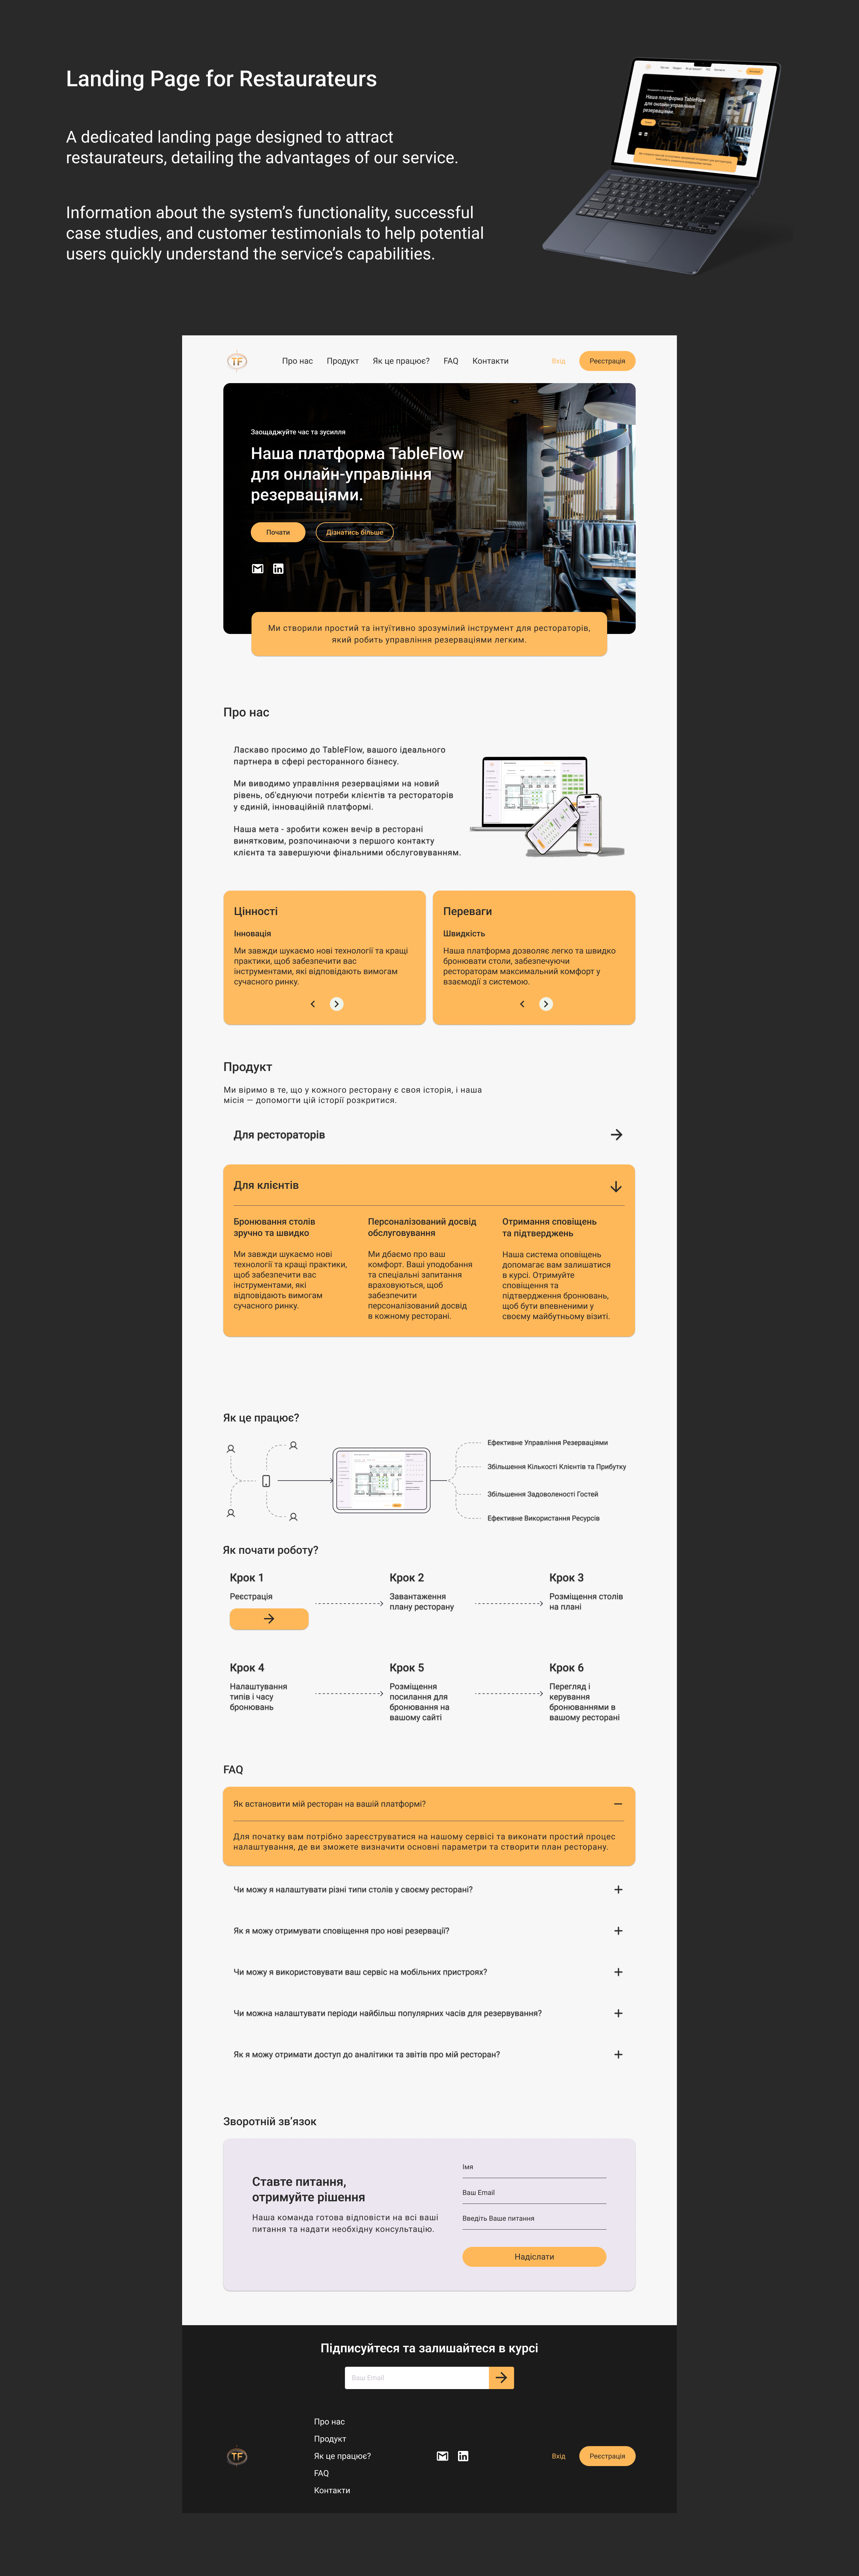 Landing Page for Restaurateurs
A dedicated landing page designed to attract
restaurateurs, detailing the advantages of our service.
Information about the system's functionality, successful
case studies, and customer testimonials to help potential
users quickly understand the service's capabilities.
Наша платформа TableFlow
для онлайн-управління
резерваціями.
TF
Про нас
Продукт
Як це працює?
FAQ
Контакти
Вхід
Реєстрація
Заощаджуйте час та зусилля
Наша платформа TableFlow
для онлайн-управління
резерваціями.
Почати
Дізнатись більше
Ми створили простий та інтуїтивно зрозумілий інструмент для рестораторів,
який робить управління резерваціями легким.
Про нас
Ласкаво просимо до TableFlow, вашого ідеального
партнера в сфері ресторанного бізнесу.
Ми виводимо управління резерваціями на новий
рівень, об'єднуючи потреби клієнтів та рестораторів
у єдиній, інноваційній платформі.
Наша мета - зробити кожен вечір в ресторані
винятковим, розпочинаючи з першого контакту
клієнта та завершуючи фінальними обслуговуванням.
Цінності
Інновація
Ми завжди шукаємо нові технології та кращі
практики, щоб забезпечити вас
інструментами, які відповідають вимогам
сучасного ринку.
Переваги
Швидкість
Наша платформа дозволяє легко та швидко
бронювати столи, забезпечуючи
рестораторам максимальний комфорт у
взаємодії з системою.
Продукт
Ми віримо в те, що у кожного ресторану є своя історія, і наша
місія — допомогти цій історії розкритися.
Для рестораторів
Для клієнтів
Бронювання столів
зручно та швидко
Ми завжди шукаємо нові
технології та кращі практики,
щоб забезпечити вас
інструментами, які
відповідають вимогам
сучасного ринку.
Персоналізований досвід
обслуговування
Ми дбаємо про ваш
комфорт. Ваші уподобання
та спеціальні запитання
враховуються, щоб
забезпечити
персоналізований досвід
в кожному ресторані.
Отримання сповіщень
та підтверджень
Наша система оповіщень
допомагає вам залишатися
в курсі. Отримуйте
сповіщення та
підтвердження бронювань,
щоб бути впевненими у
своєму майбутньому візиті.
Як це працює?
Ефективне Управління Резерваціями
Збільшення Кількості Клієнтів та Прибутку
Збільшення Задоволеності Гостей
Ефективне Використання Ресурсів
Як почати роботу?
Крок 1
Реєстрація
Крок 2
Завантаження
плану ресторану
Крок 3
Розміщення столів
на плані
Крок 4
Налаштування
типів і часу
бронювань
Крок 5
Розміщення
посилання для
бронювання на
вашому сайті
Крок 6
Перегляд і
керування
бронюваннями в
вашому ресторані
FAQ
Як встановити мій ресторан на вашій платформі?
Для початку вам потрібно зареєструватися на нашому сервісі та виконати простий процес
налаштування, де ви зможете визначити основні параметри та створити план ресторану.
Чи можу я налаштувати різні типи столів у своєму ресторані?
Як я можу отримувати сповіщення про нові резервації?
Чи можу я використовувати ваш сервіс на мобільних пристроях?
Чи можна налаштувати періоди найбільш популярних часів для резервування?
Як я можу отримати доступ до аналітики та звітів про мій ресторан?
Зворотній зв'язок
Ставте питання,
отримуйте рішення
Наша команда готова відповісти на всі ваші
питання та надати необхідну консультацію.
Імя
Ваш Email
Введіть Ваше питання
Надіслати
Підписуйтеся та залишайтеся в курсі
Ваш Email
TF
Про нас
Продукт
Як це працює?
FAQ
Контакти
Вхід
Реєстрація